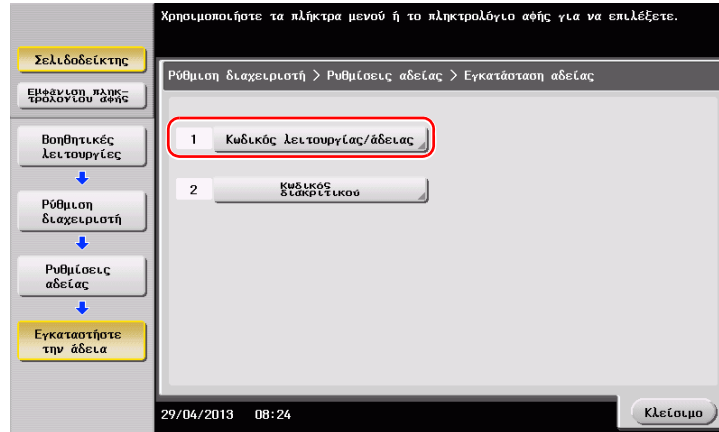 Χρησιμοποιήστε τα πλήκτρα μενού ή το πληκτρολόγιο αφής για να επιλέξετε.
Σελιδοδείκτης
Εμφάνιση πληκ-
τρολογίου αφής
Βοηθητικές
λειτουργίες
Ρύθμιση
διαχειριστή
Ρυθμίσεις
αδείας
Εγκαταστήστε
την άδεια
Ρύθμιση διαχειριστή > Ρυθμίσεις αδείας > Εγκατάσταση αδείας
1 Κωδικός λειτουργίας/άδειας
2 Κωδικός
διακριτικού
29/04/2013 08:24
Κλείσιμο